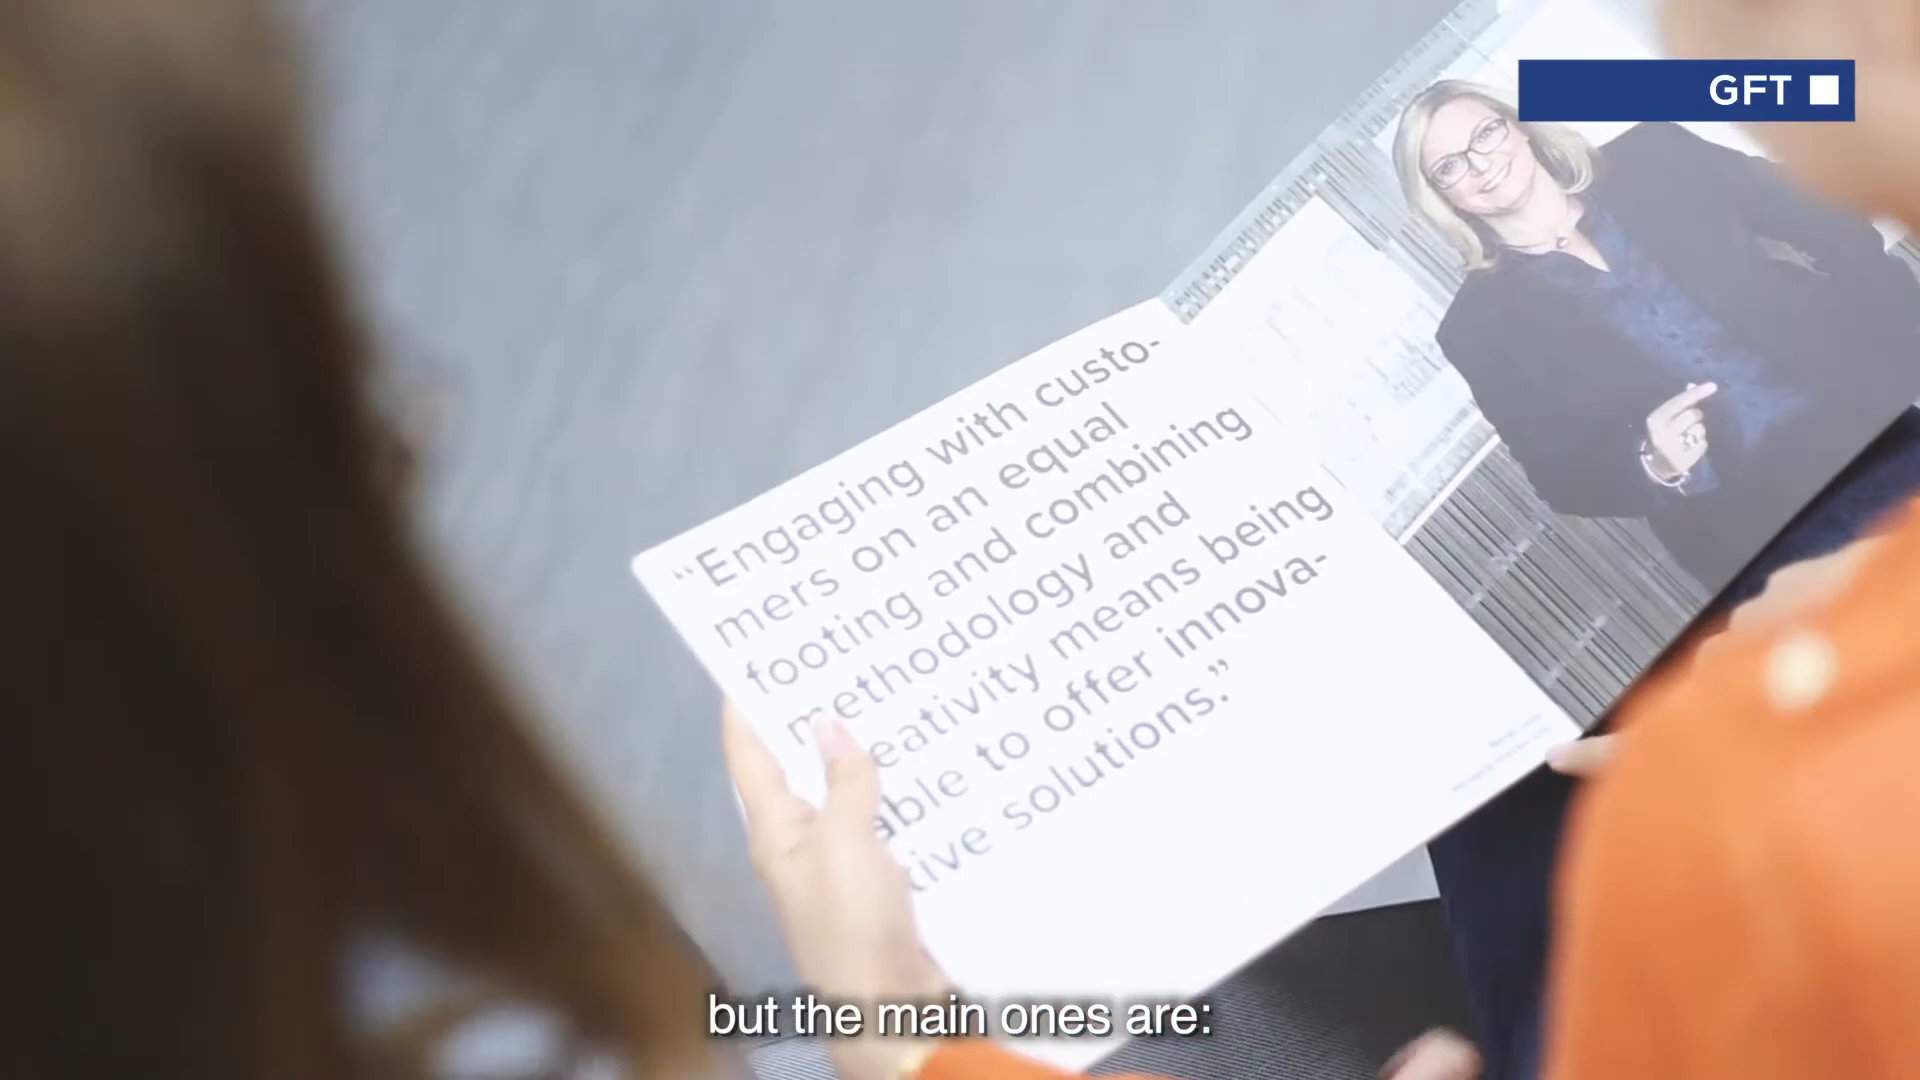 GFT
“Engaging with custo-
mers on an equal
footing and combining
methodology and
eativity means being
able to offer innova-
tive solutions.”
but the main ones are: